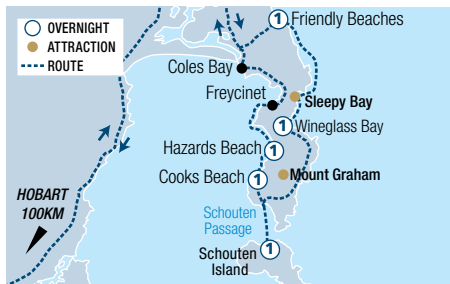 1 OVERNIGHT
ATTRACTION
ROUTE
1 Friendly Beaches
Coles Bay
Freycinet
Sleepy Bay
1 Wineglass Bay
Hazards Beach 1
Cooks Beach 1
Mount Graham
HOBART
100KM
Schouten
Passage
Schouten
Island
1